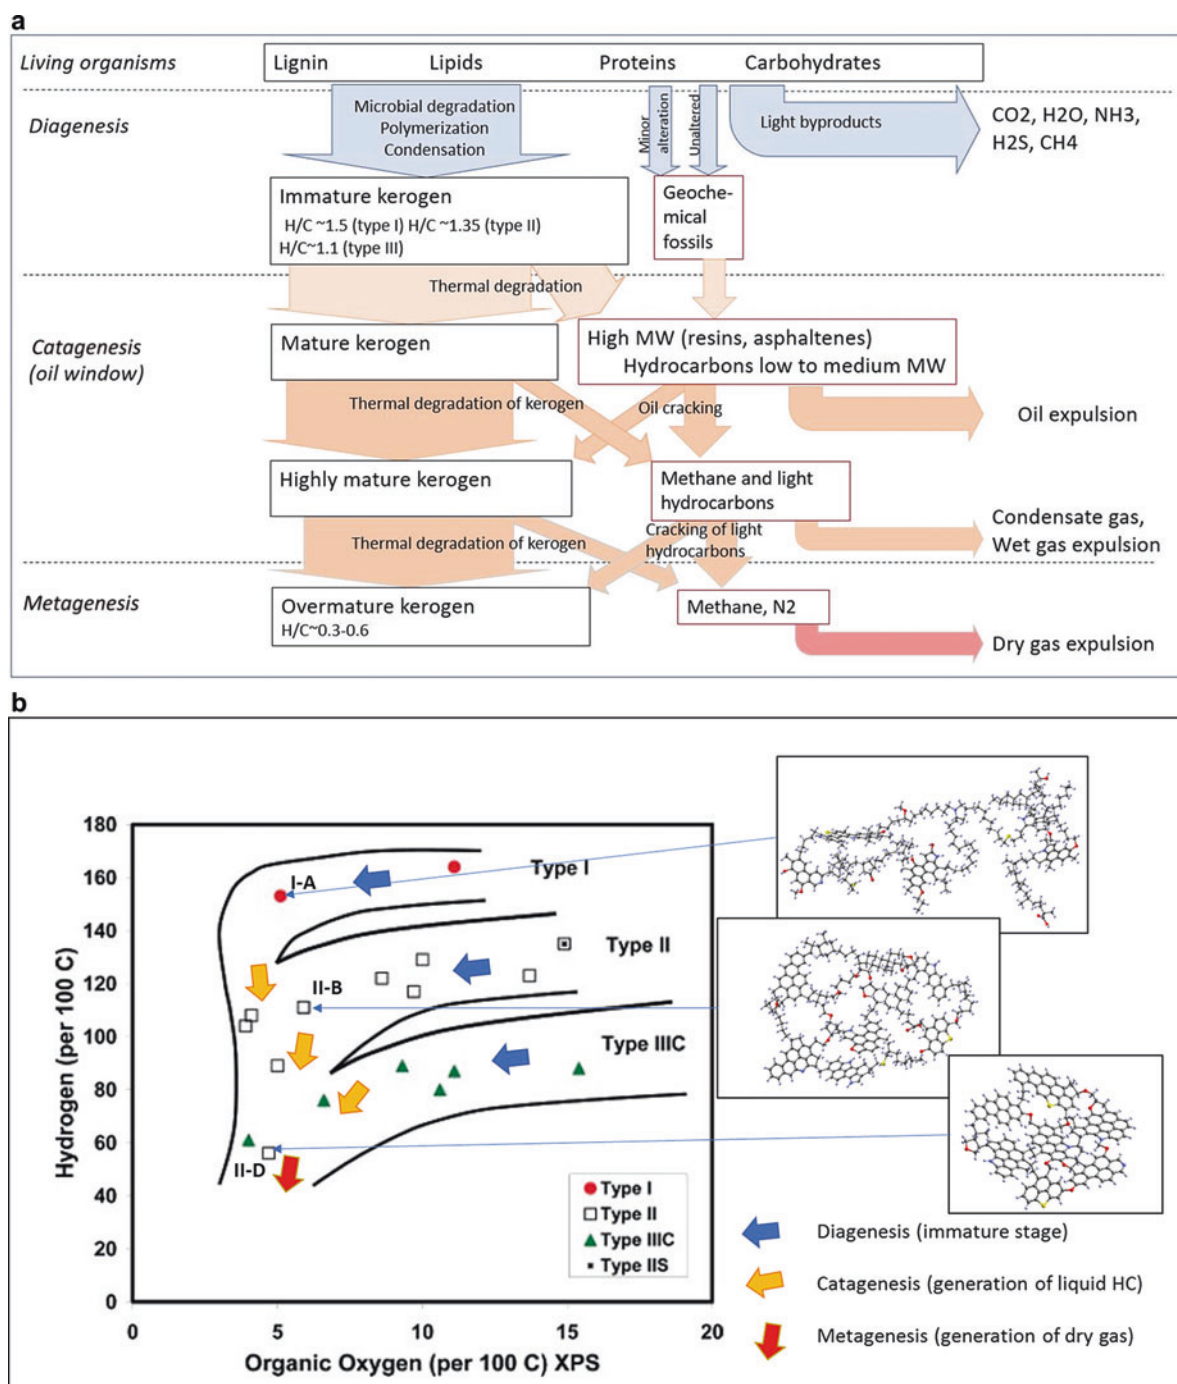 a
Living organisms
Lignin Lipids Proteins Carbohydrates
Diagenesis
Microbial degradation
Polymerization
Condensation
Minor
alteration
Unaltered
Light byproducts
CO2, H2O, NH3,
H2S, CH4
Immature kerogen
H/C ~1.5 (type I) H/C ~1.35 (type II)
H/C~1.1 (type III)
Geoche-
mical
fossils
Thermal degradation
Catagenesis
(oil window)
Mature kerogen
High MW (resins, asphaltenes)
Hydrocarbons low to medium MW
Thermal degradation of kerogen
Oil cracking
Oil expulsion
Highly mature kerogen
Methane and light
hydrocarbons
Thermal degradation of kerogen
Cracking of light
hydrocarbons
Condensate gas,
Wet gas expulsion
Metagenesis
Overmature kerogen
H/C~0.3-0.6
Methane, N2
Dry gas expulsion
b
Hydrogen (per 100 C)
180
160
140
120
100
80
60
40
20
0
I-A
Type I
Type II
II-B
Type IIIC
II-D
Type I
Type II
Type IIIC
Type IIS
0 5 10 15 20
Organic Oxygen (per 100 C) XPS
Diagenesis (immature stage)
Catagenesis (generation of liquid HC)
Metagenesis (generation of dry gas)